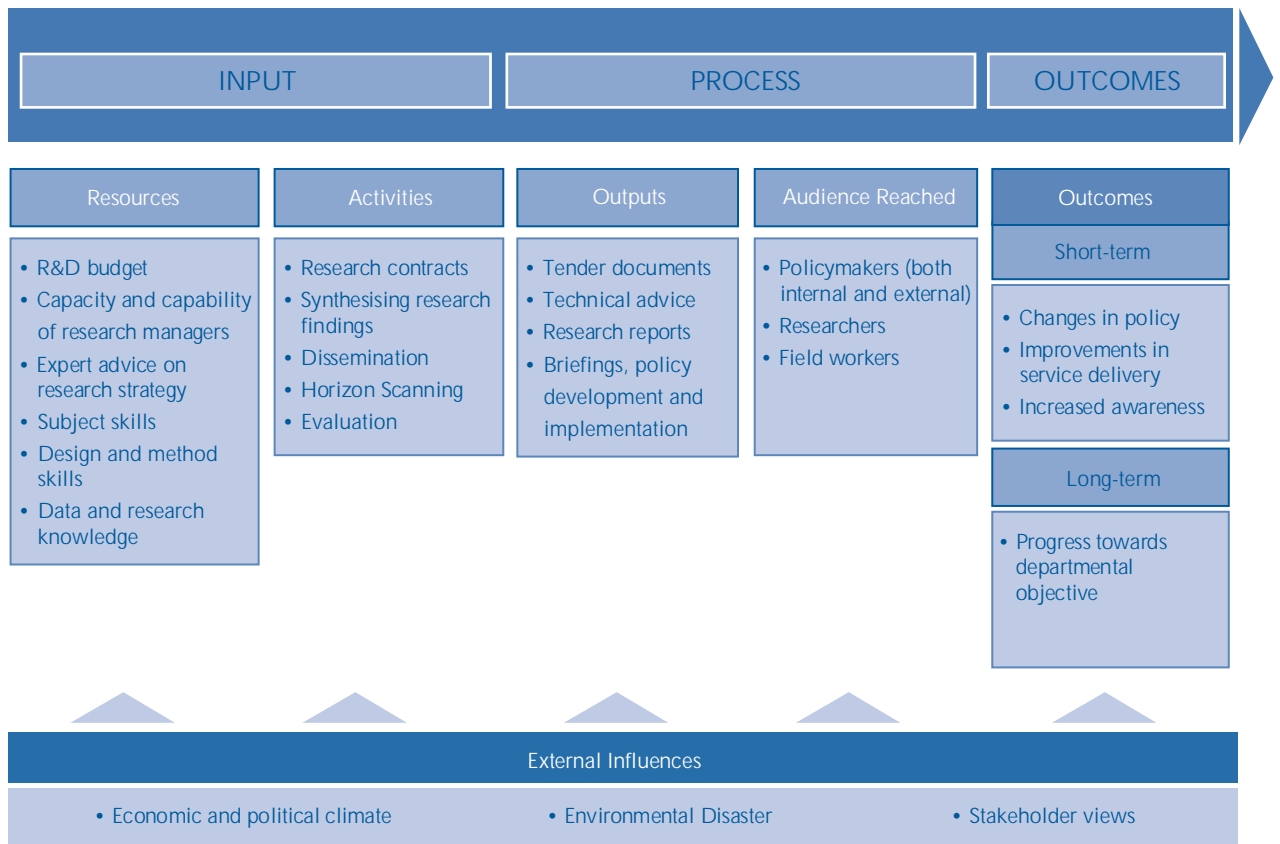 INPUT
PROCESS
OUTCOMES
Resources
• R&D budget
• Capacity and capability
of research managers
• Expert advice on
research strategy
• Subject skills
• Design and method
skills
• Data and research
knowledge
Activities
• Research contracts
• Synthesising research
findings
• Dissemination
• Horizon Scanning
• Evaluation
Outputs
• Tender documents
• Technical advice
• Research reports
• Briefings, policy
development and
implementation
Audience Reached
• Policymakers (both
internal and external)
• Researchers
• Field workers
Outcomes
Short-term
• Changes in policy
• Improvements in
service delivery
• Increased awareness
Long-term
• Progress towards
departmental
objective
External Influences
• Economic and political climate
• Environmental Disaster
• Stakeholder views